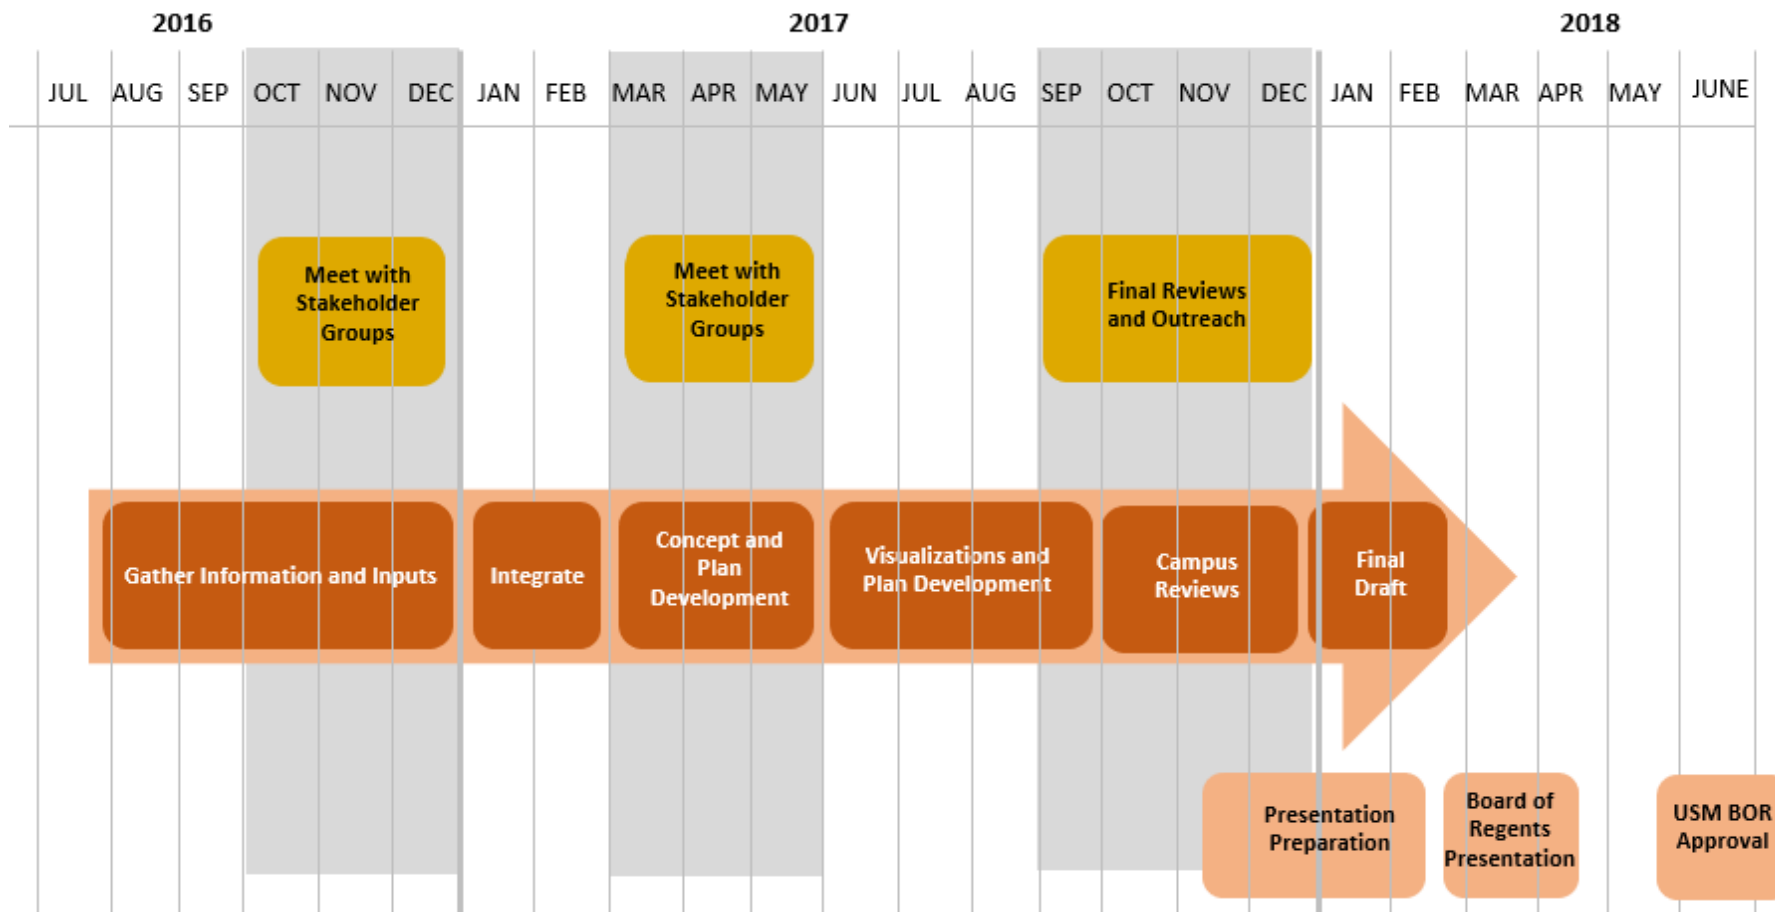 2016 2017 2018
JUL AUG SEP OCT NOV DEC JAN FEB MAR APR MAY JUN JUL AUG SEP OCT NOV DEC JAN FEB MAR APR MAY JUNE
Meet with
Stakeholder
Groups
Meet with
Stakeholder
Groups
Final Reviews
and Outreach
Gather Information and Inputs
Integrate
Concept and
Plan
Development
Visualizations and
Plan Development
Campus
Reviews
Final
Draft
Presentation
Preparation
Board of
Regents
Presentation
USM BOR
Approval